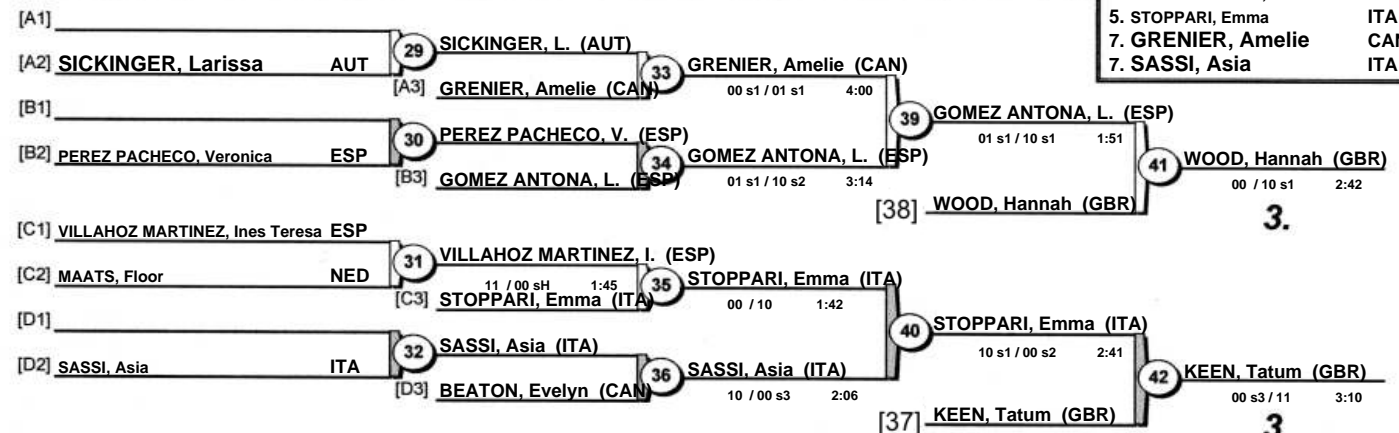 5. STOPPARI, Emma ITA
7. GRENIER, Amelie CAN
7. SASSI, Asia ITA
[A1]
[A2] SICKINGER, Larissa AUT
29 SICKINGER, L. (AUT)
[A3] GRENIER, Amelie (CAN)
33 GRENIER, Amelie (CAN)
00 s1 / 01 s1 4:00
[B1]
[B2] PEREZ PACHECO, Veronica ESP
30 PEREZ PACHECO, V. (ESP)
[B3] GOMEZ ANTONA, L. (ESP)
34 GOMEZ ANTONA, L. (ESP)
01 s1 / 10 s2 3:14
39 GOMEZ ANTONA, L. (ESP)
01 s1 / 10 s1 1:51
[38] WOOD, Hannah (GBR)
41 WOOD, Hannah (GBR)
00 / 10 s1 2:42
3.
[C1] VILLAHOZ MARTINEZ, Ines Teresa ESP
[C2] MAATS, Floor NED
31 VILLAHOZ MARTINEZ, I. (ESP)
11 / 00 sH 1:45
[C3] STOPPARI, Emma (ITA)
35 STOPPARI, Emma (ITA)
00 / 10 1:42
[D1]
[D2] SASSI, Asia ITA
32 SASSI, Asia (ITA)
[D3] BEATON, Evelyn (CAN)
36 SASSI, Asia (ITA)
10 / 00 s3 2:06
40 STOPPARI, Emma (ITA)
10 s1 / 00 s2 2:41
[37] KEEN, Tatum (GBR)
42 KEEN, Tatum (GBR)
00 s3 / 11 3:10
3